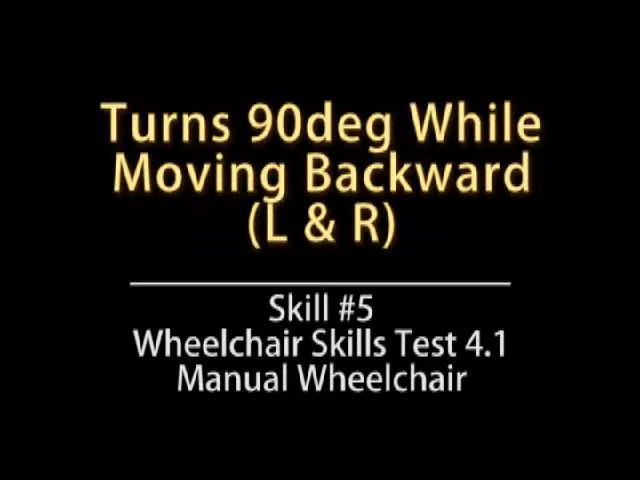 Turns 90deg While
Moving Backward
(L & R)
Skill #5
Wheelchair Skills Test 4.1
Manual Wheelchair